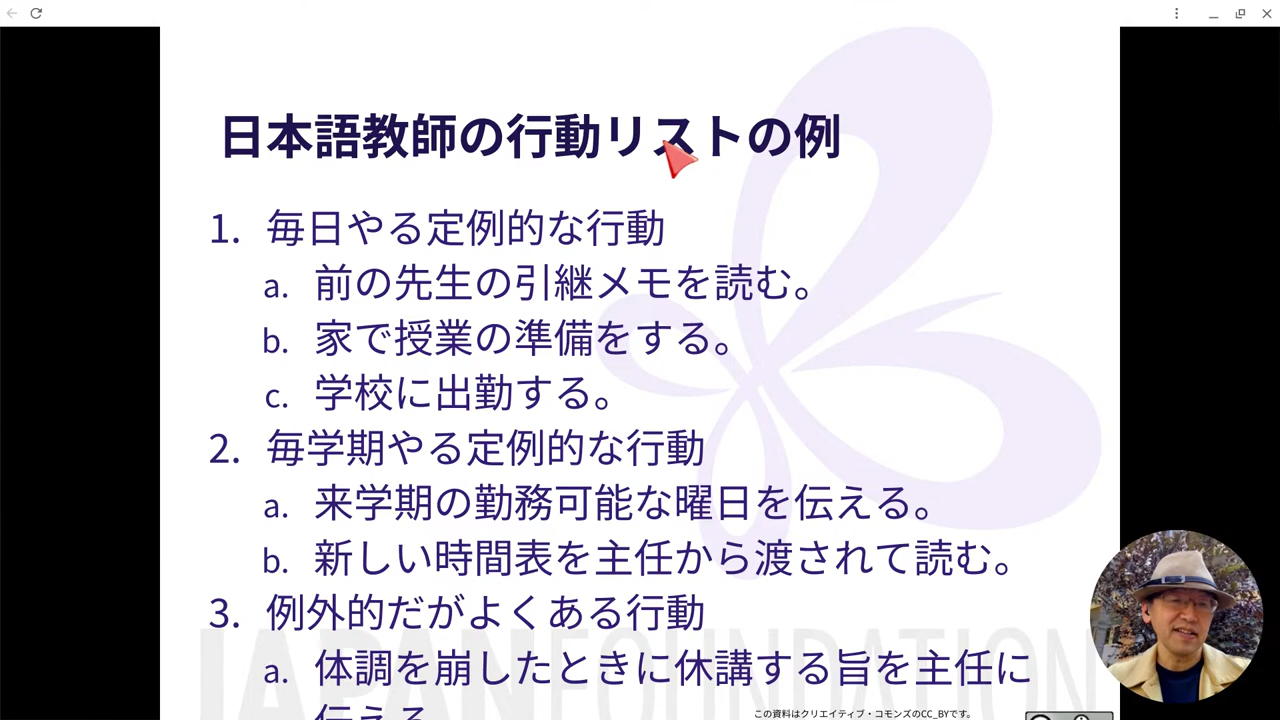 日本語教師の行動リストの例
1. 毎日やる定例的な行動
a. 前の先生の引継メモを読む。
b. 家で授業の準備をする。
c. 学校に出勤する。
2. 毎学期やる定例的な行動
a. 来学期の勤務可能な曜日を伝える。
b. 新しい時間表を主任から渡されて読む。
3. 例外的だがよくある行動
a. 体調を崩したときに休講する旨を主任に
伝える
JAPANFOUNDATION
この資料はクリエイティブ・コモンズのCC_BYです。